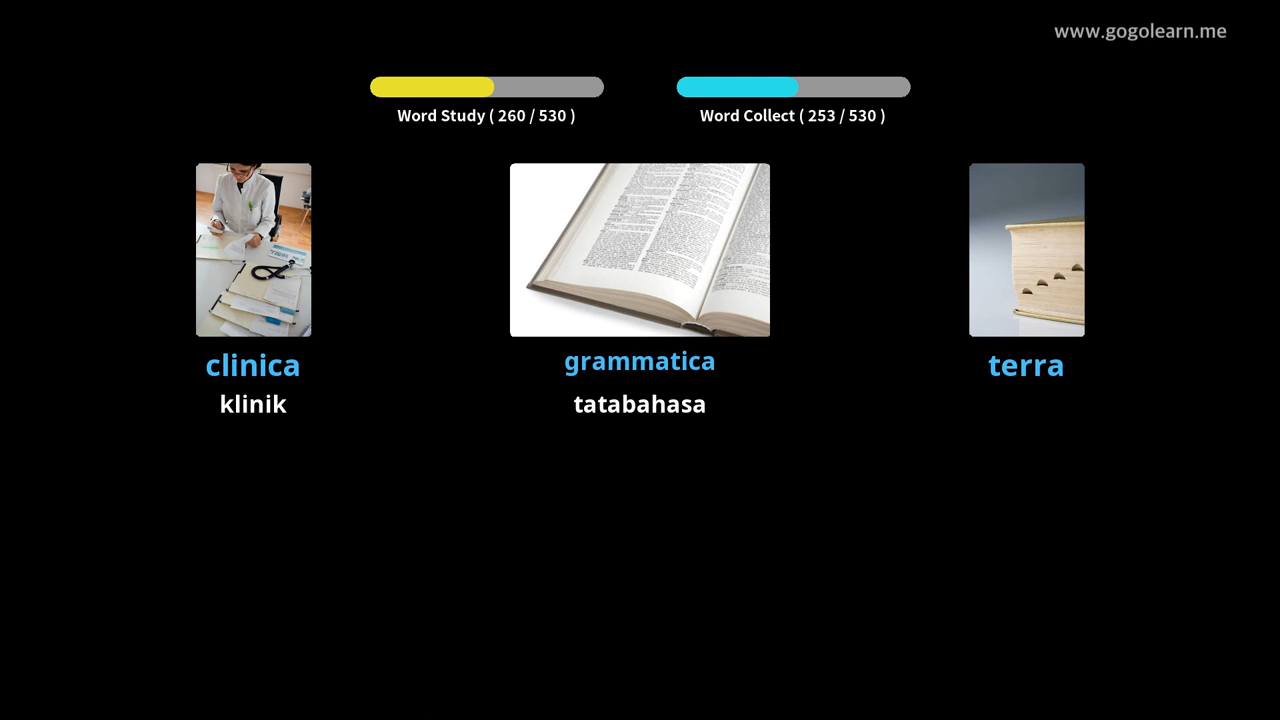 www.gogolearn.me
Word Study ( 260 / 530 )
Word Collect ( 253 / 530 )
clinica
klinik
grammatica
tatabahasa
terra